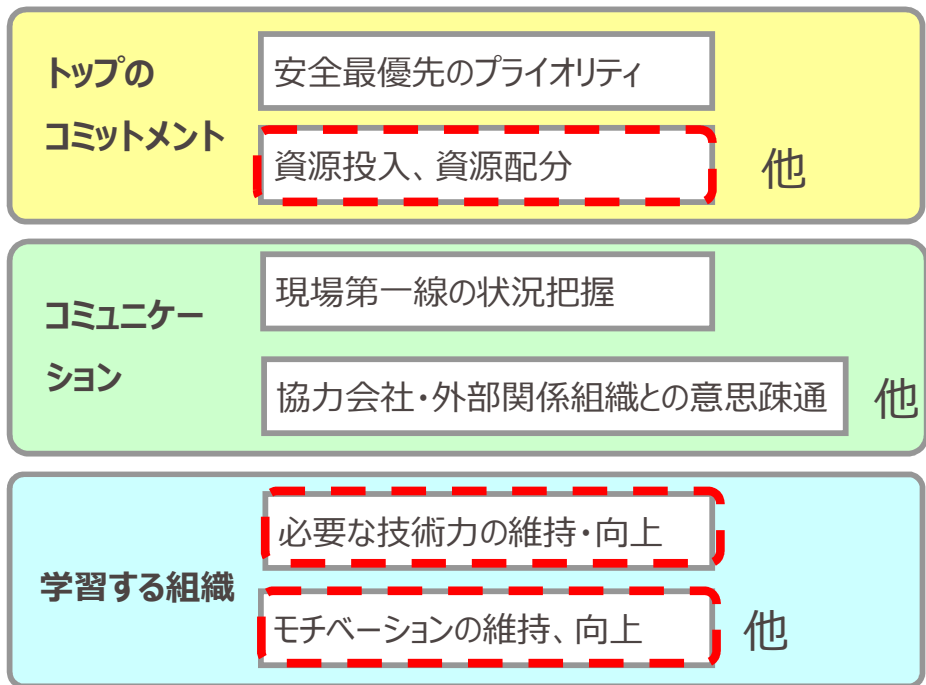 トップの
コミットメント
安全最優先のプライオリティ
資源投入、資源配分
他
コミュニケー
ション
現場第一線の状況把握
協力会社・外部関係組織との意思疎通
他
学習する組織
必要な技術力の維持・向上
モチベーションの維持、向上
他